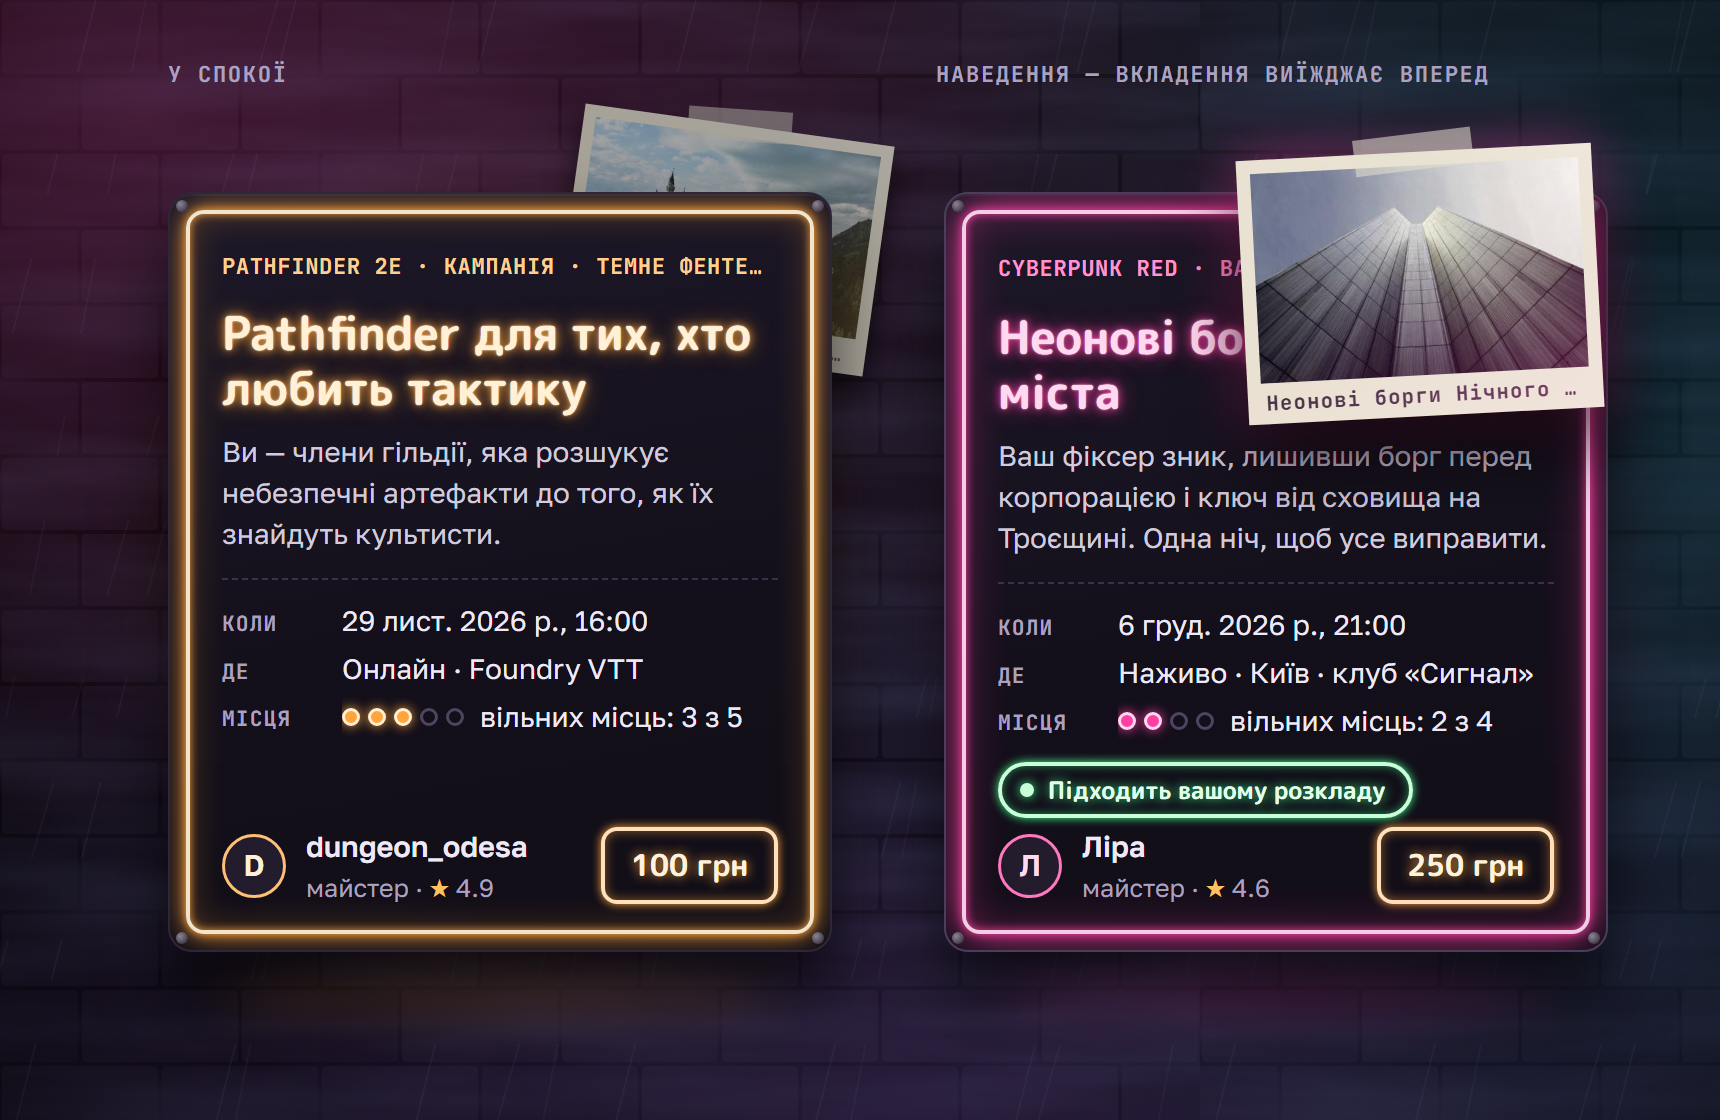 У СПОКОЇ
НАВЕДЕННЯ — ВКЛАДЕННЯ ВИЇЖДЖАЄ ВПЕРЕД
PATHFINDER 2E · КАМПАНІЯ · ТЕМНЕ ФЕНТЕ…
Pathfinder для тих, хто
любить тактику
Ви — члени гільдії, яка розшукує
небезпечні артефакти до того, як їх
знайдуть культисти.
КОЛИ 29 лист. 2026 р., 16:00
ДЕ Онлайн · Foundry VTT
МІСЦЯ вільних місць: 3 з 5
D
dungeon_odesa
майстер · ★ 4.9
100 грн
CYBERPUNK RED ·
Неонові
міста
Неонові борги Нічного …
Ваш фіксер зник, лишивши борг перед
корпорацією і ключ від сховища на
Троєщині. Одна ніч, щоб усе виправити.
КОЛИ 6 груд. 2026 р., 21:00
ДЕ Наживо · Київ · клуб «Сигнал»
МІСЦЯ вільних місць: 2 з 4
Підходить вашому розкладу
Л
Ліра
майстер · ★ 4.6
250 грн